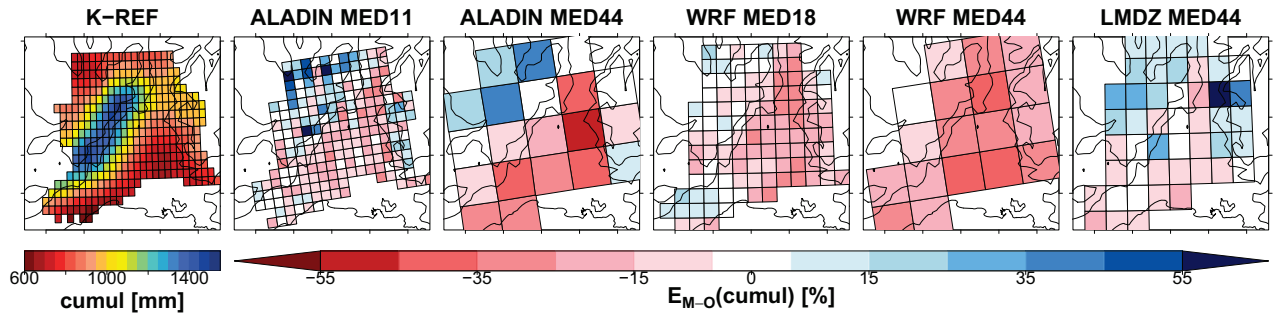 K−REF ALADIN MED11 ALADIN MED44 WRF MED18 WRF MED44 LMDZ MED44
600 1000 1400 −55 −35 −15 0 15 35 55
cumul [mm] E_M−O(cumul) [%]